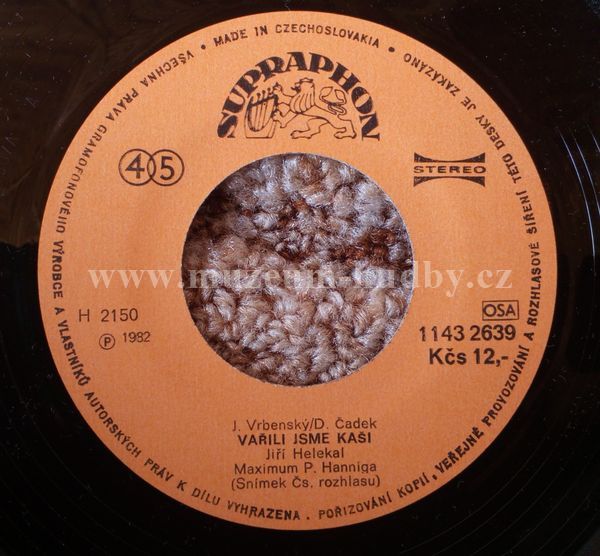 VŠECHNA PRÁVA GRAMOFONOVÉHO VÝROBCE A VLASTNÍKŮ AUTORSKÝCH PRÁV K DÍLU VYHRAZENA. POŘIZOVÁNÍ KOPIÍ, VEŘEJNÉ PROVOZOVÁNÍ A ROZHLASOVÉ ŠÍŘENÍ TÉTO DESKY JE ZAKÁZÁNO
• MADE IN CZECHOSLOVAKIA •
SUPRAPHON
45
STEREO
www.muzeum-hudby.cz
H 2150
℗ 1982
OSA
1143 2639
Kčs 12,-
J. Vrbenský/D. Čadek
VAŘILI JSME KAŠI
Jiří Helekal
Maximum P. Hanniga
(Snímek Čs. rozhlasu)